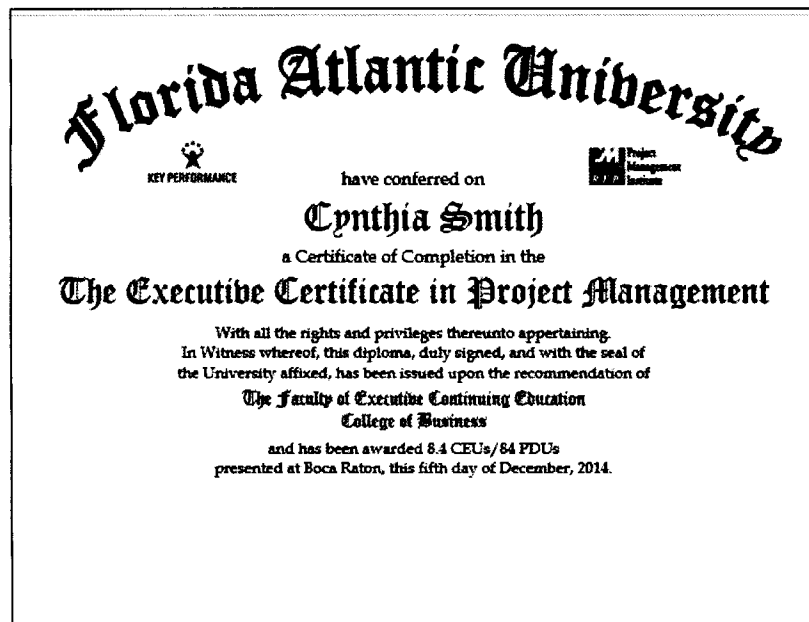 Florida Atlantic University
KEY PERFORMANCE
Project
Management
Institute
have conferred on
Cynthia Smith
a Certificate of Completion in the
The Executive Certificate in Project Management
With all the rights and privileges thereunto appertaining.
In Witness whereof, this diploma, duly signed, and with the seal of
the University affixed, has been issued upon the recommendation of
The Faculty of Executive Continuing Education
College of Business
and has been awarded 8.4 CEUs/84 PDUs
presented at Boca Raton, this fifth day of December, 2014.